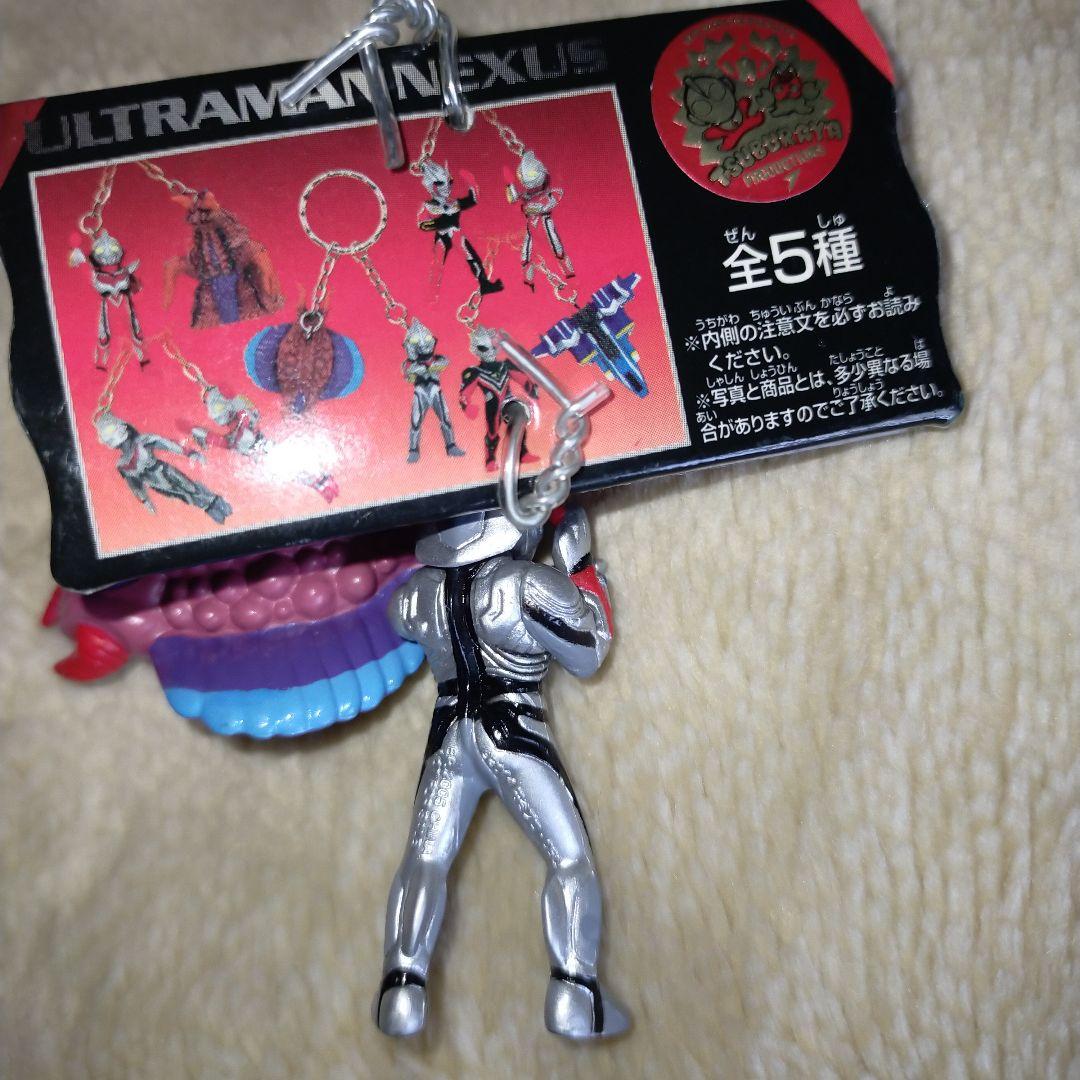 ULTRAMAN NEXUS
TSUBURAYA
PRODUCTIONS
ぜん しゅ
全5種
うちがわ ちゅういぶん かなら よ
※内側の注意文を必ずお読み
ください。
しゃしん しょうひん たしょうこと ば
※写真と商品とは、多少異なる場
あい りょうしょう
合がありますのでご了承ください。
2005